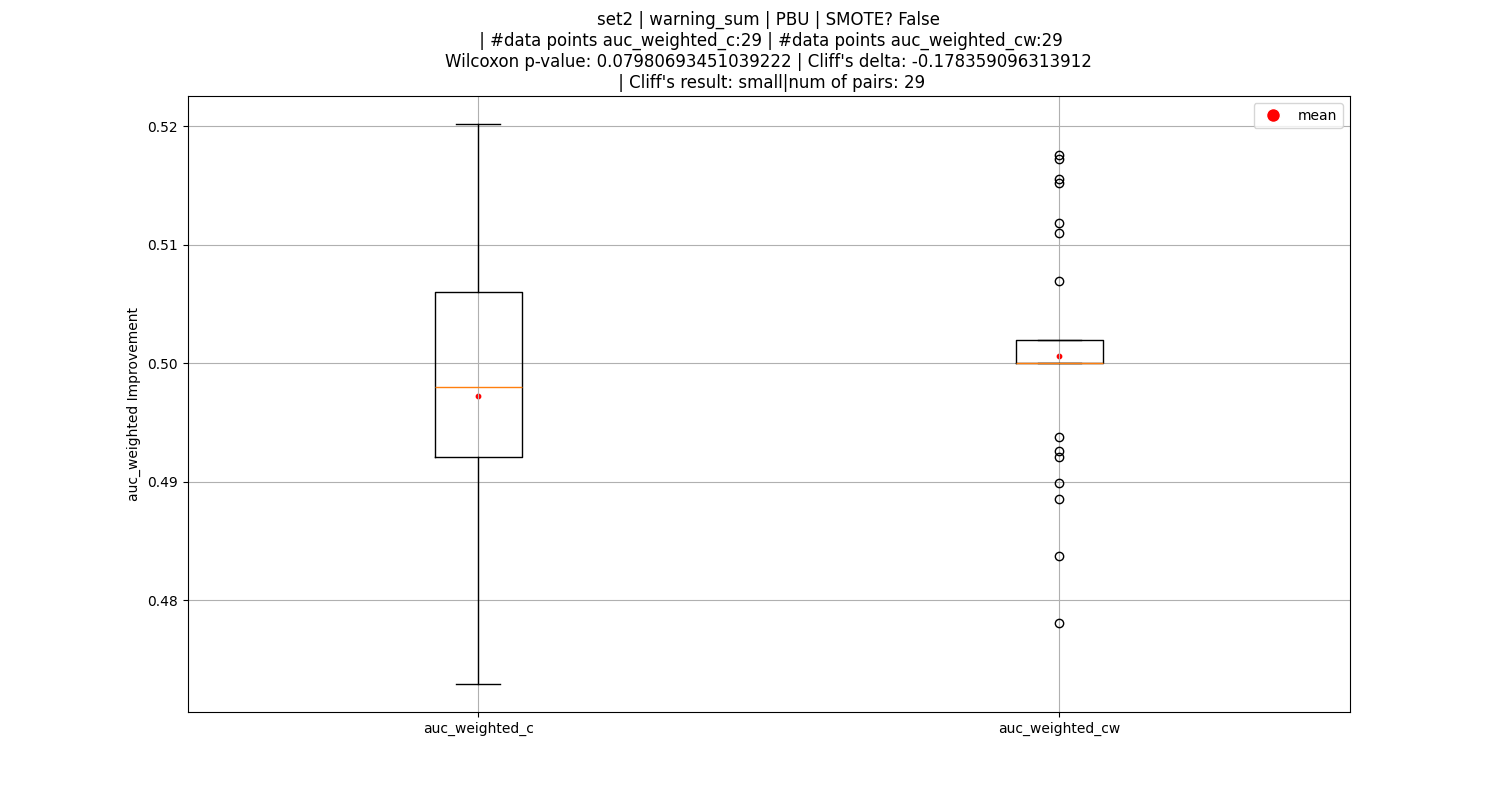 set2 | warning_sum | PBU | SMOTE? False
| #data points auc_weighted_c:29 | #data points auc_weighted_cw:29
Wilcoxon p-value: 0.07980693451039222 | Cliff's delta: -0.178359096313912
| Cliff's result: small|num of pairs: 29
mean
0.52
0.51
0.50
0.49
0.48
auc_weighted Improvement
auc_weighted_c
auc_weighted_cw